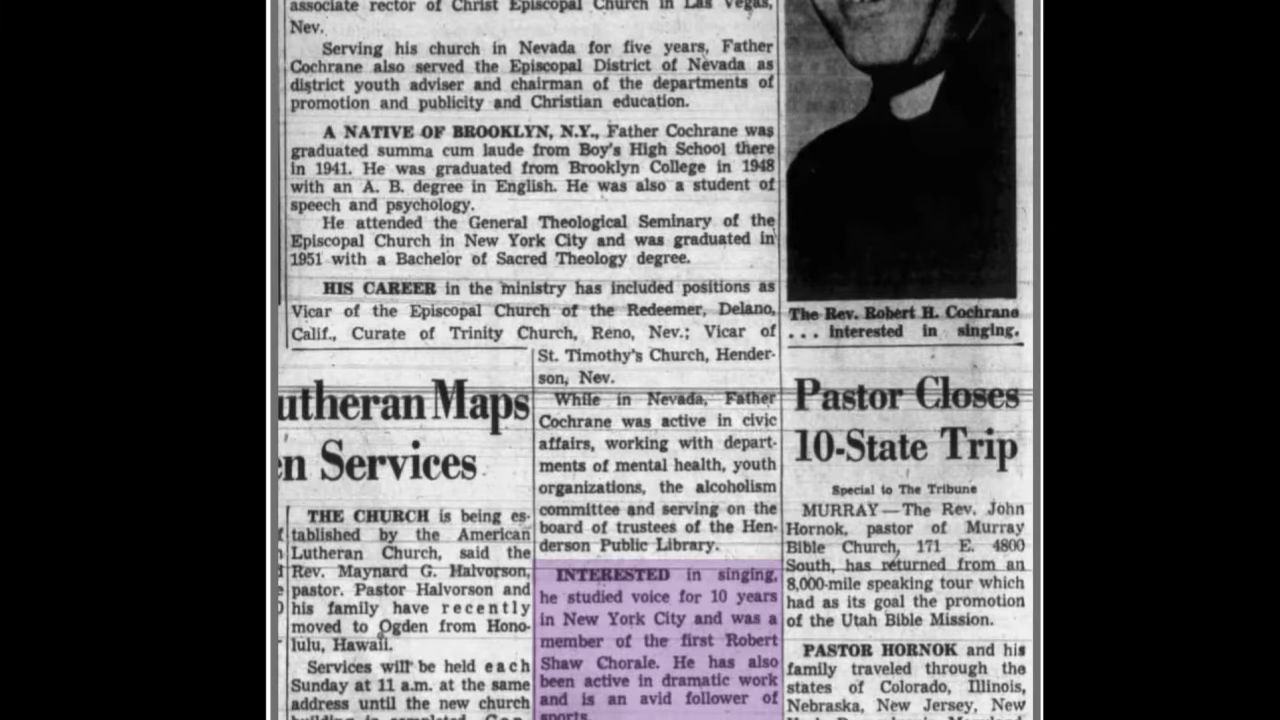 associate rector of Christ Episcopal Church in Las Vegas,
Nev.
Serving his church in Nevada for five years, Father
Cochrane also served the Episcopal District of Nevada as
district youth adviser and chairman of the departments of
promotion and publicity and Christian education.
A NATIVE OF BROOKLYN, N.Y., Father Cochrane was
graduated summa cum laude from Boy's High School there
in 1941. He was graduated from Brooklyn College in 1948
with an A. B. degree in English. He was also a student of
speech and psychology.
He attended the General Theological Seminary of the
Episcopal Church in New York City and was graduated in
1951 with a Bachelor of Sacred Theology degree.
HIS CAREER in the ministry has included positions as
Vicar of the Episcopal Church of the Redeemer, Delano,
Calif., Curate of Trinity Church, Reno, Nev.; Vicar of
St. Timothy's Church, Hender-
son, Nev.
While in Nevada, Father
Cochrane was active in civic
affairs, working with depart-
ments of mental health, youth
organizations, the alcoholism
committee and serving on the
board of trustees of the Hen-
derson Public Library.
INTERESTED in singing,
he studied voice for 10 years
in New York City and was a
member of the first Robert
Shaw Chorale. He has also
been active in dramatic work
and is an avid follower of
sports.
The Rev. Robert H. Cochrane
. . . interested in singing.
utheran Maps
n Services
THE CHURCH is being es-
tablished by the American
Lutheran Church, said the
Rev. Maynard G. Halvorson,
pastor. Pastor Halvorson and
his family have recently
moved to Ogden from Hono-
lulu, Hawaii.
Services will be held each
Sunday at 11 a.m. at the same
address until the new church
Pastor Closes
10-State Trip
Special to The Tribune
MURRAY—The Rev. John
Hornok, pastor of Murray
Bible Church, 171 E. 4800
South, has returned from an
8,000-mile speaking tour which
had as its goal the promotion
of the Utah Bible Mission.
PASTOR HORNOK and his
family traveled through the
states of Colorado, Illinois,
Nebraska, New Jersey, New